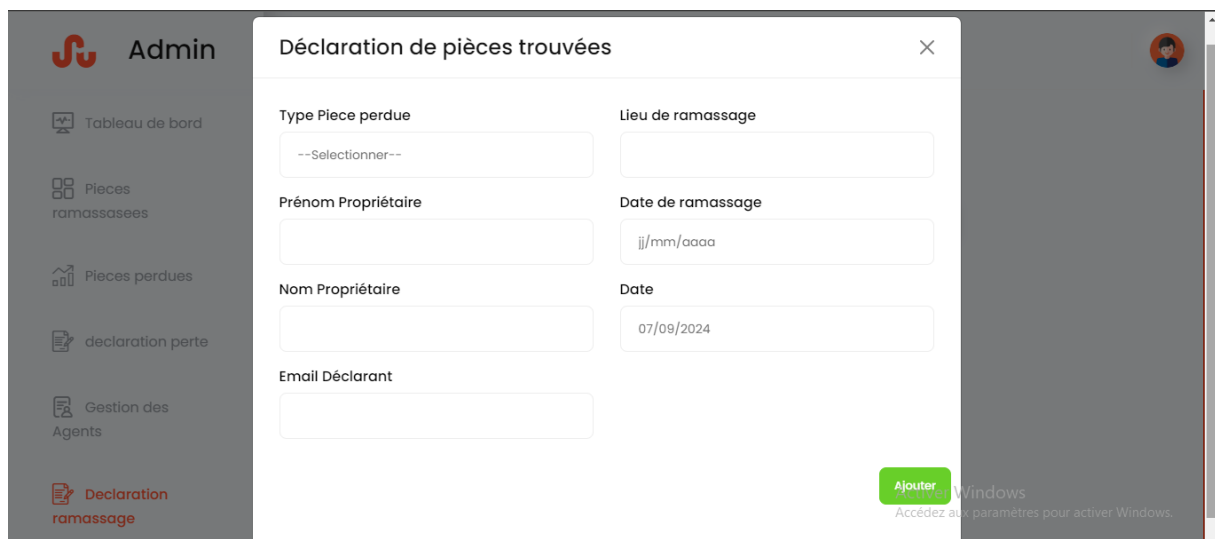 Admin
Tableau de bord
Pieces
ramassasees
Pieces perdues
declaration perte
Gestion des
Agents
Declaration
ramassage
Déclaration de pièces trouvées
Type Piece perdue
--Selectionner--
Lieu de ramassage
Prénom Propriétaire
Date de ramassage
jj/mm/aaaa
Nom Propriétaire
Date
07/09/2024
Email Déclarant
Ajouter
Activer Windows
Accédez aux paramètres pour activer Windows.